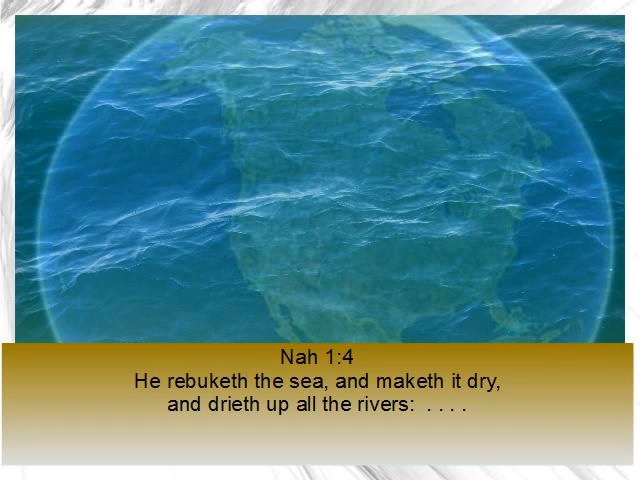 Nah 1:4
He rebuketh the sea, and maketh it dry,
and drieth up all the rivers:  . . . .